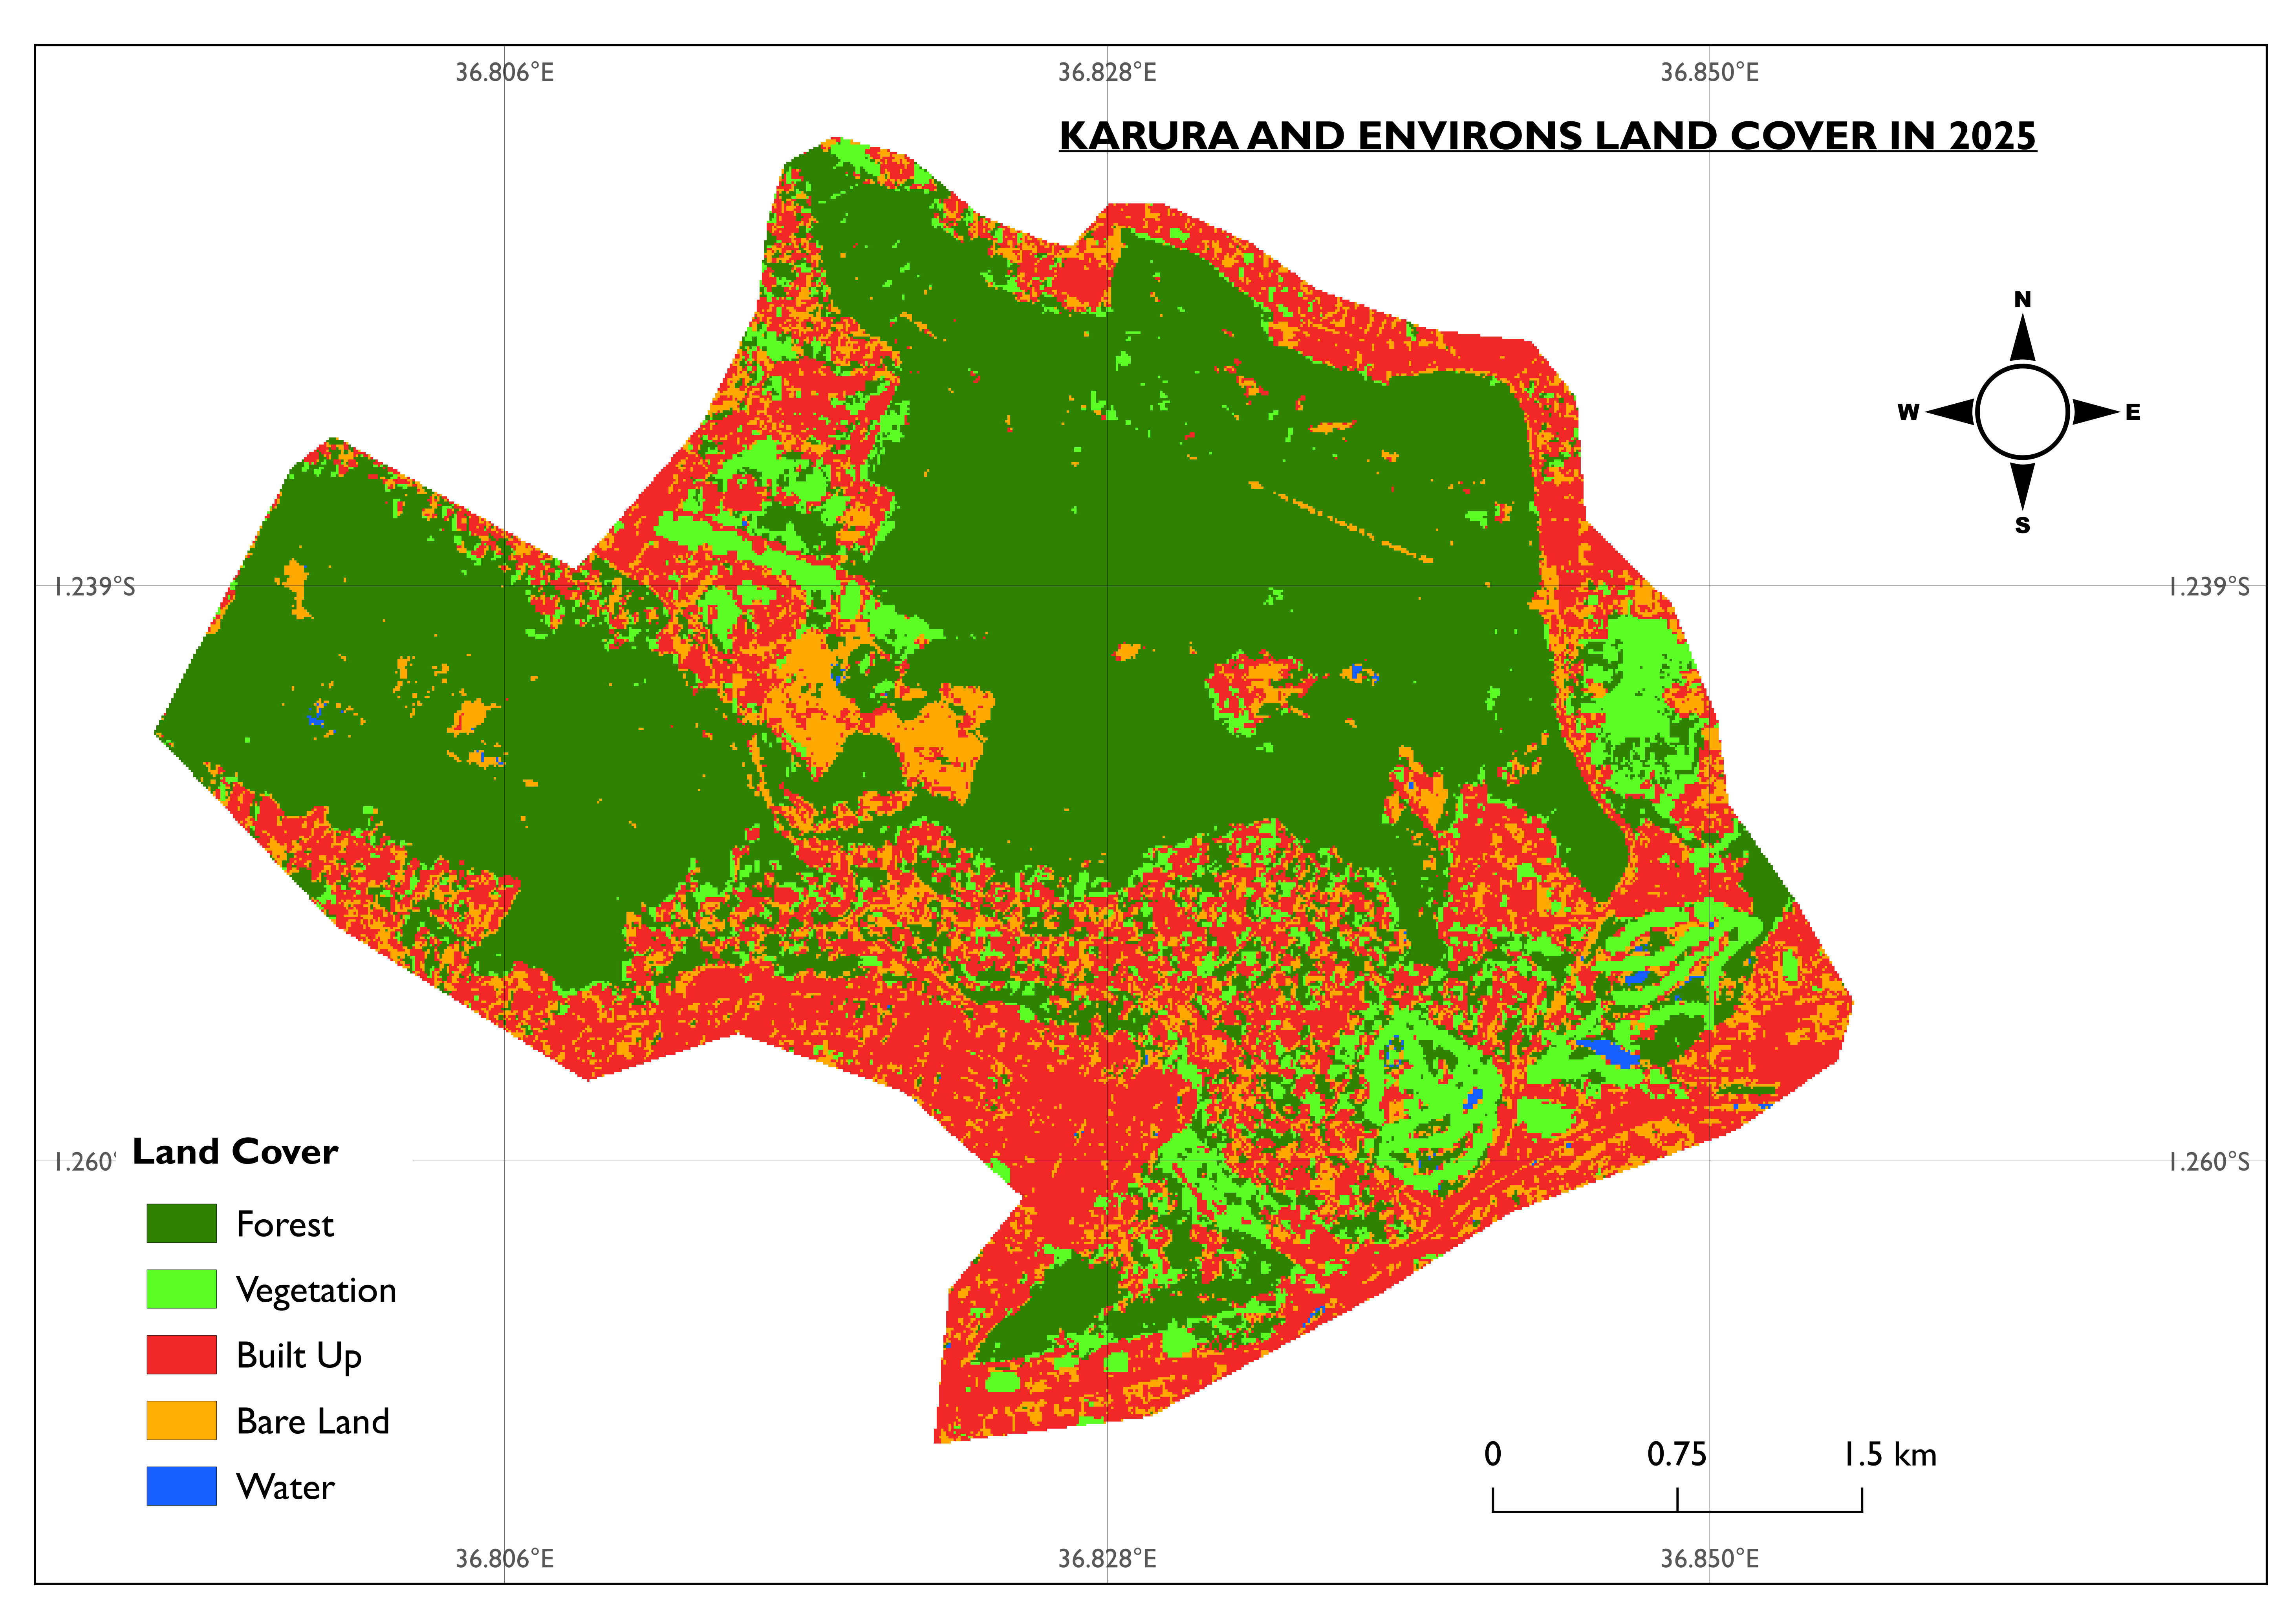 36.806°E 36.828°E 36.850°E
KARURA AND ENVIRONS LAND COVER IN 2025
N
W E
S
1.239°S 1.239°S
1.260° 1.260°S
Land Cover
Forest
Vegetation
Built Up
Bare Land
Water
0 0.75 1.5 km
36.806°E 36.828°E 36.850°E